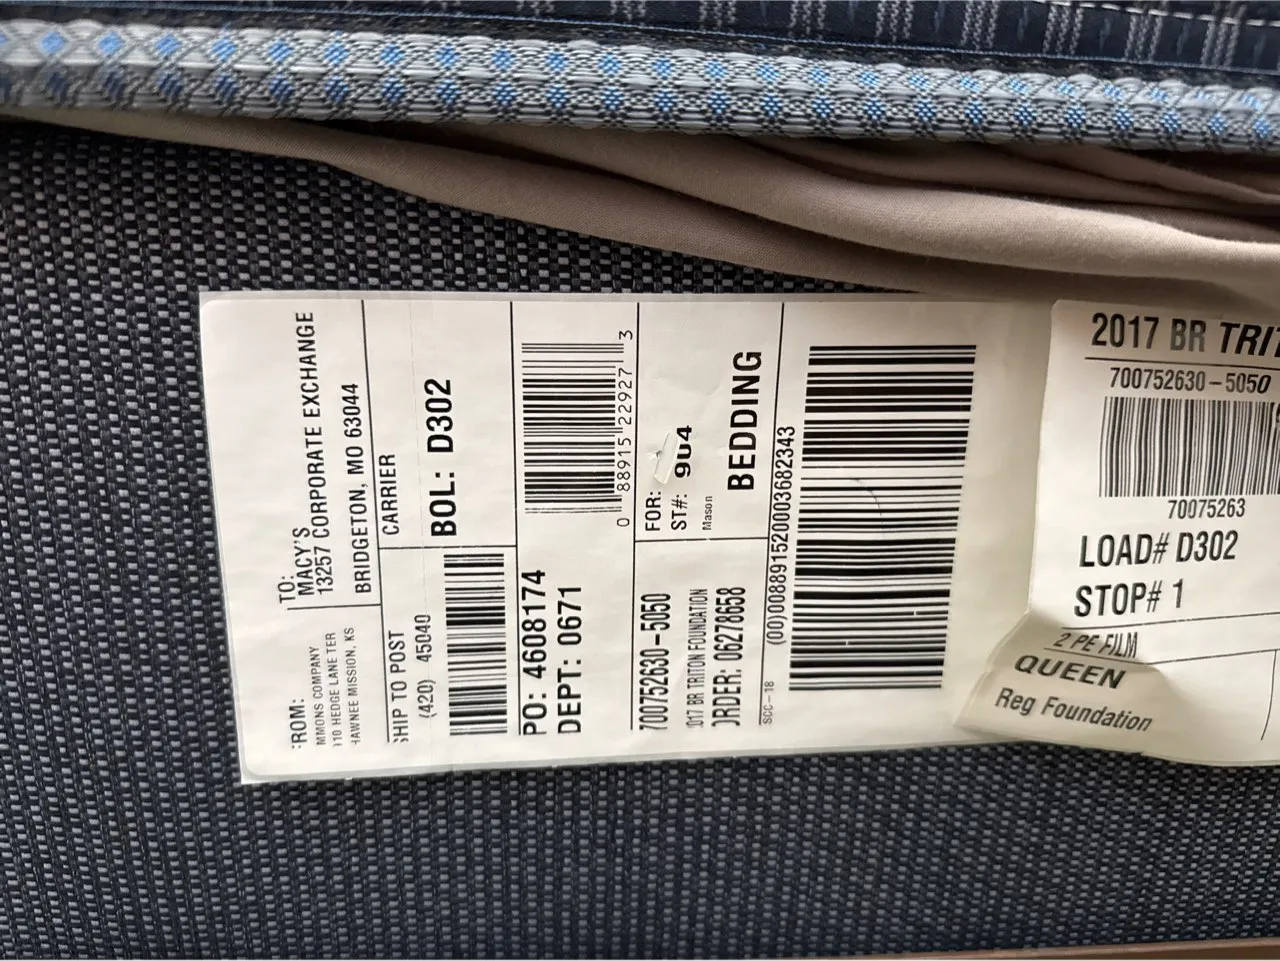 TO:
MACY'S
13257 CORPORATE EXCHANGE
BRIDGETON, MO 63044
ROM:
MMONS COMPANY
10 HEDGE LANE TER
HAWNEE MISSION, KS
CARRIER
BOL: D302
SHIP TO POST
(420) 45040
PO: 4608174
DEPT: 0671
0 88915 22927 3
FOR:
ST#: 904
Mason
BEDDING
700752630-5050
017 BR TRITON FOUNDATION
ORDER: 06278658
SCC-18
(00)008891520003682343
2017 BR TRIT
700752630-5050
70075263
LOAD# D302
STOP# 1
2 PE FILM
QUEEN
Reg Foundation